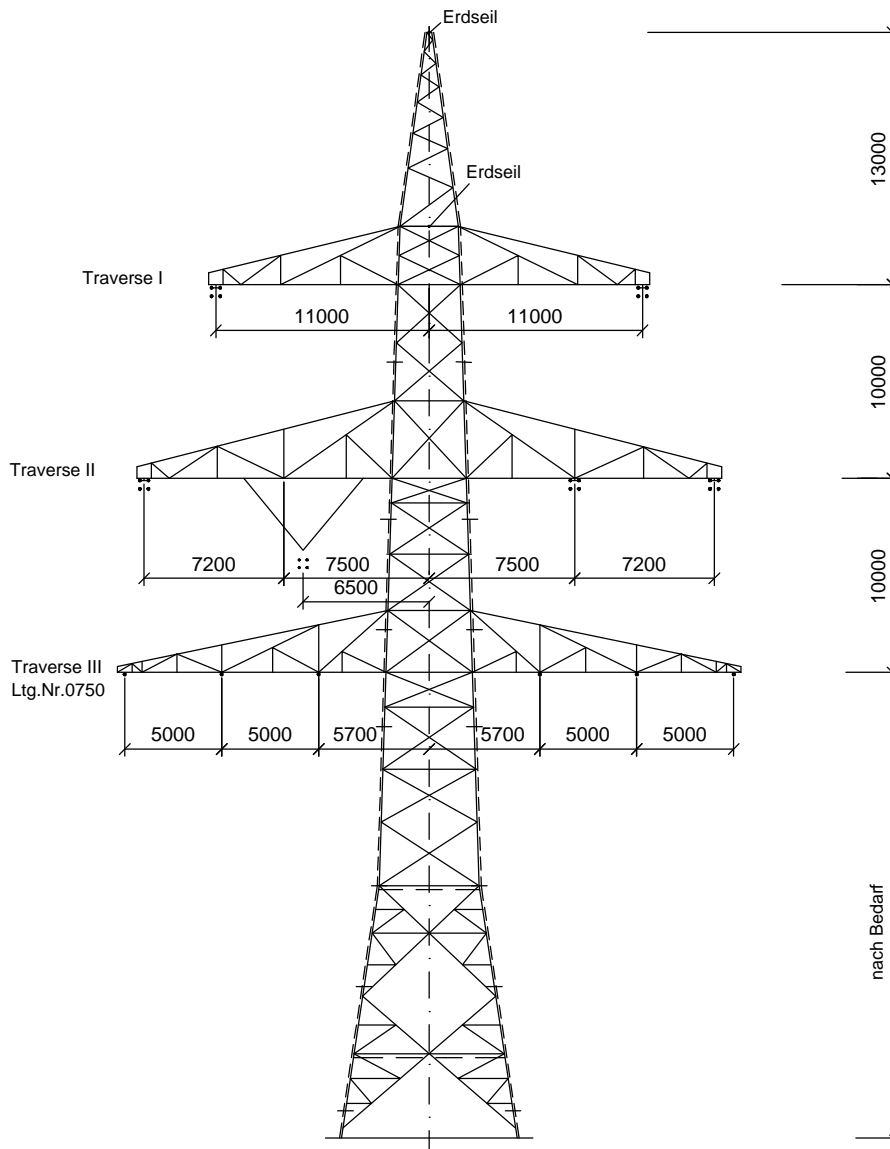 Erdseil
13000
Erdseil
Traverse I
11000 11000
10000
Traverse II
7200 7500 7500 7200
6500
10000
Traverse III
Ltg.Nr.0750
5000 5000 5700 5700 5000 5000
nach Bedarf